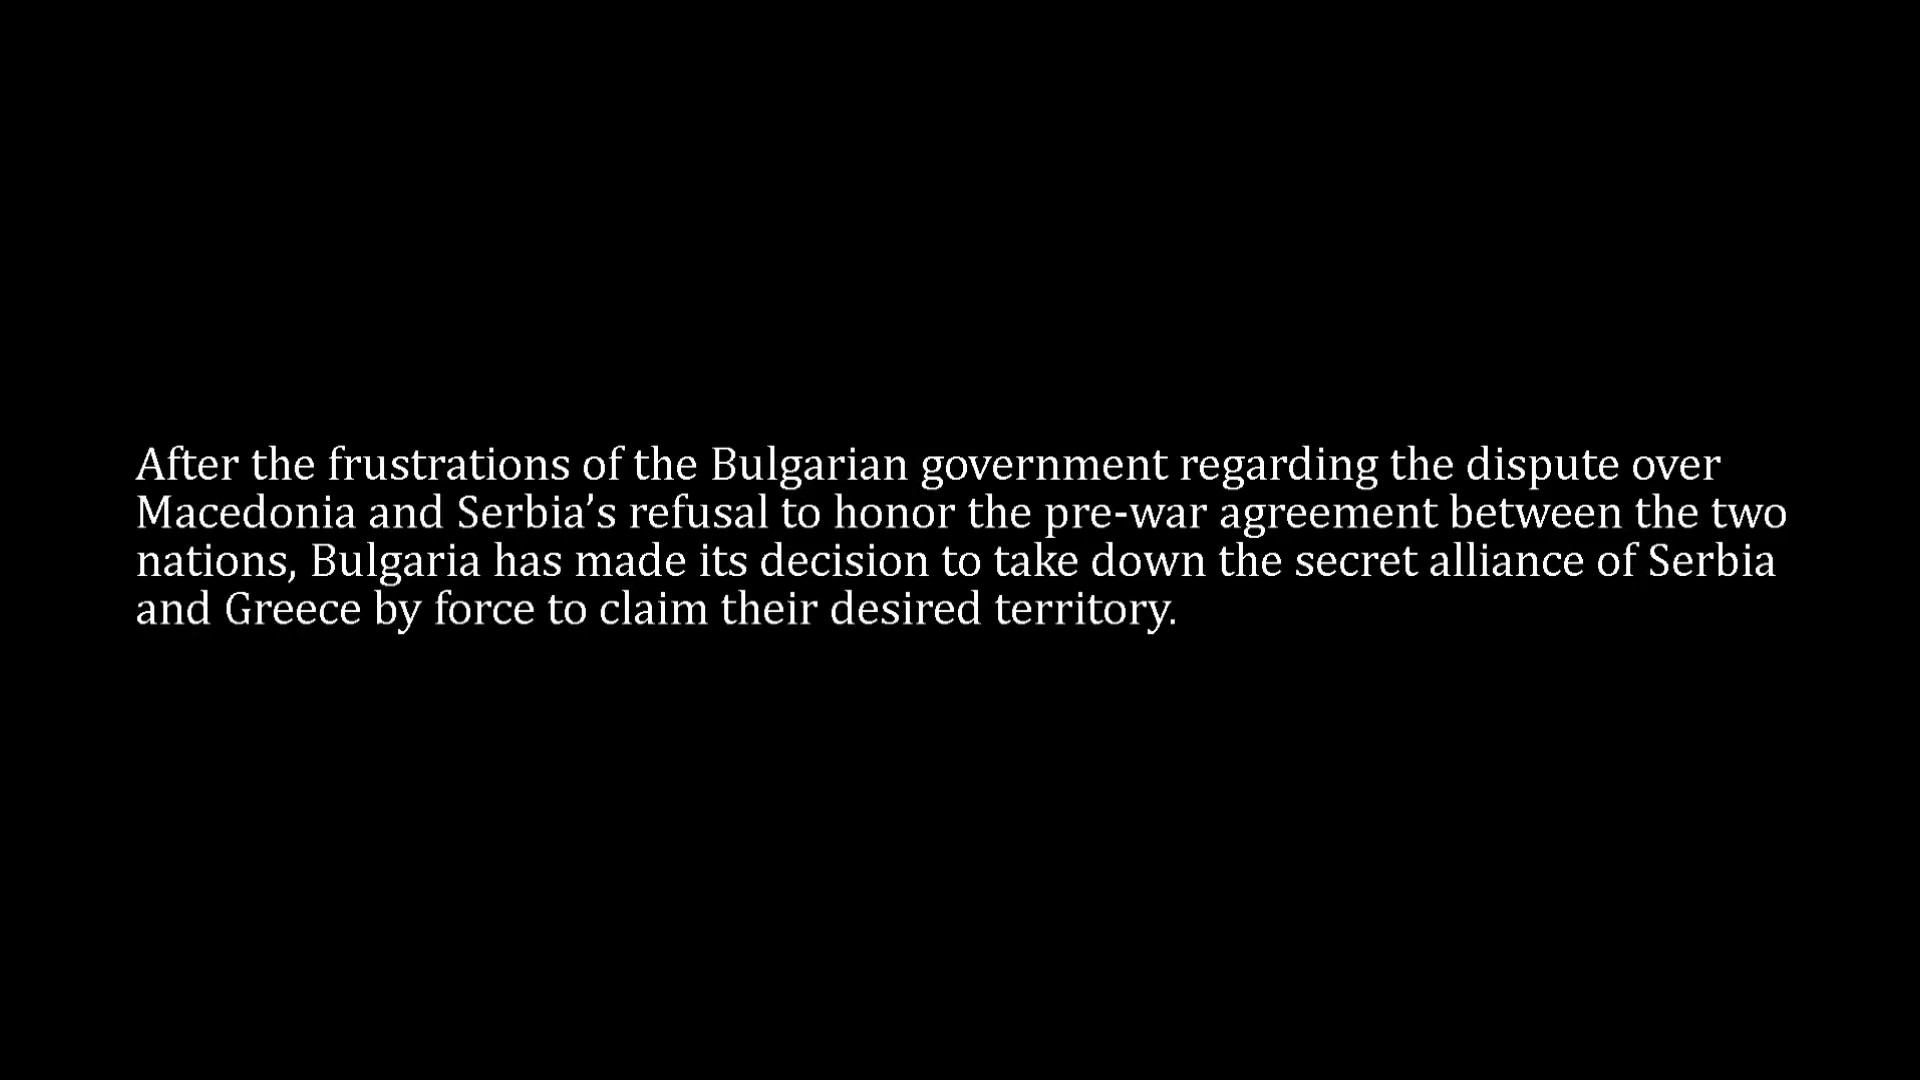 After the frustrations of the Bulgarian government regarding the dispute over
Macedonia and Serbia’s refusal to honor the pre-war agreement between the two
nations, Bulgaria has made its decision to take down the secret alliance of Serbia
and Greece by force to claim their desired territory.